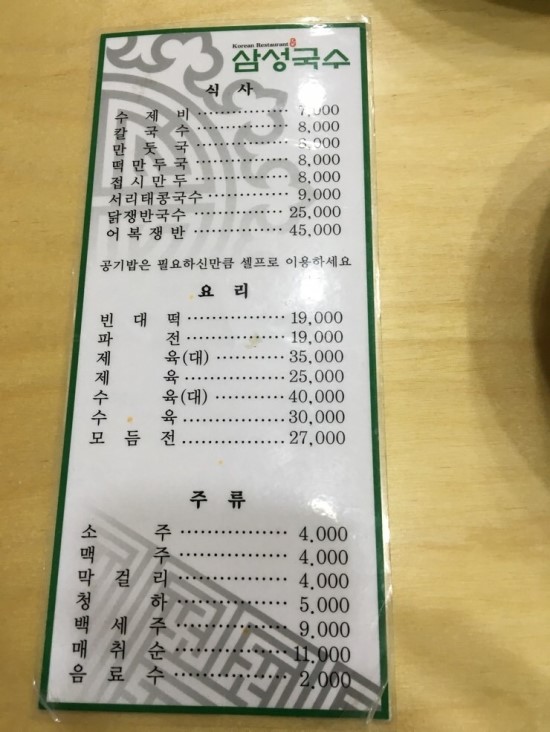 Korean Restaurant
삼성국수
식 사
수 제 비 ················ 7,000
칼 국 수 ················ 8,000
만 둣 국 ················ 8,000
떡 만 두 국 ················ 8,000
접 시 만 두 ················ 8,000
서리태콩국수 ·············· 9,000
닭쟁반국수 ··············· 25,000
어 복 쟁 반 ··············· 45,000
공기밥은 필요하신만큼 셀프로 이용하세요
요 리
빈 대 떡 ················ 19,000
파 전 ················ 19,000
제 육(대) ············ 35,000
제 육 ················ 25,000
수 육(대) ············ 40,000
수 육 ················ 30,000
모 듬 전 ················ 27,000
주 류
소 주 ················ 4,000
맥 주 ················ 4,000
막 걸 리 ················ 4,000
청 하 ················ 5,000
백 세 주 ················ 9,000
매 취 순 ················ 11,000
음 료 수 ················ 2,000